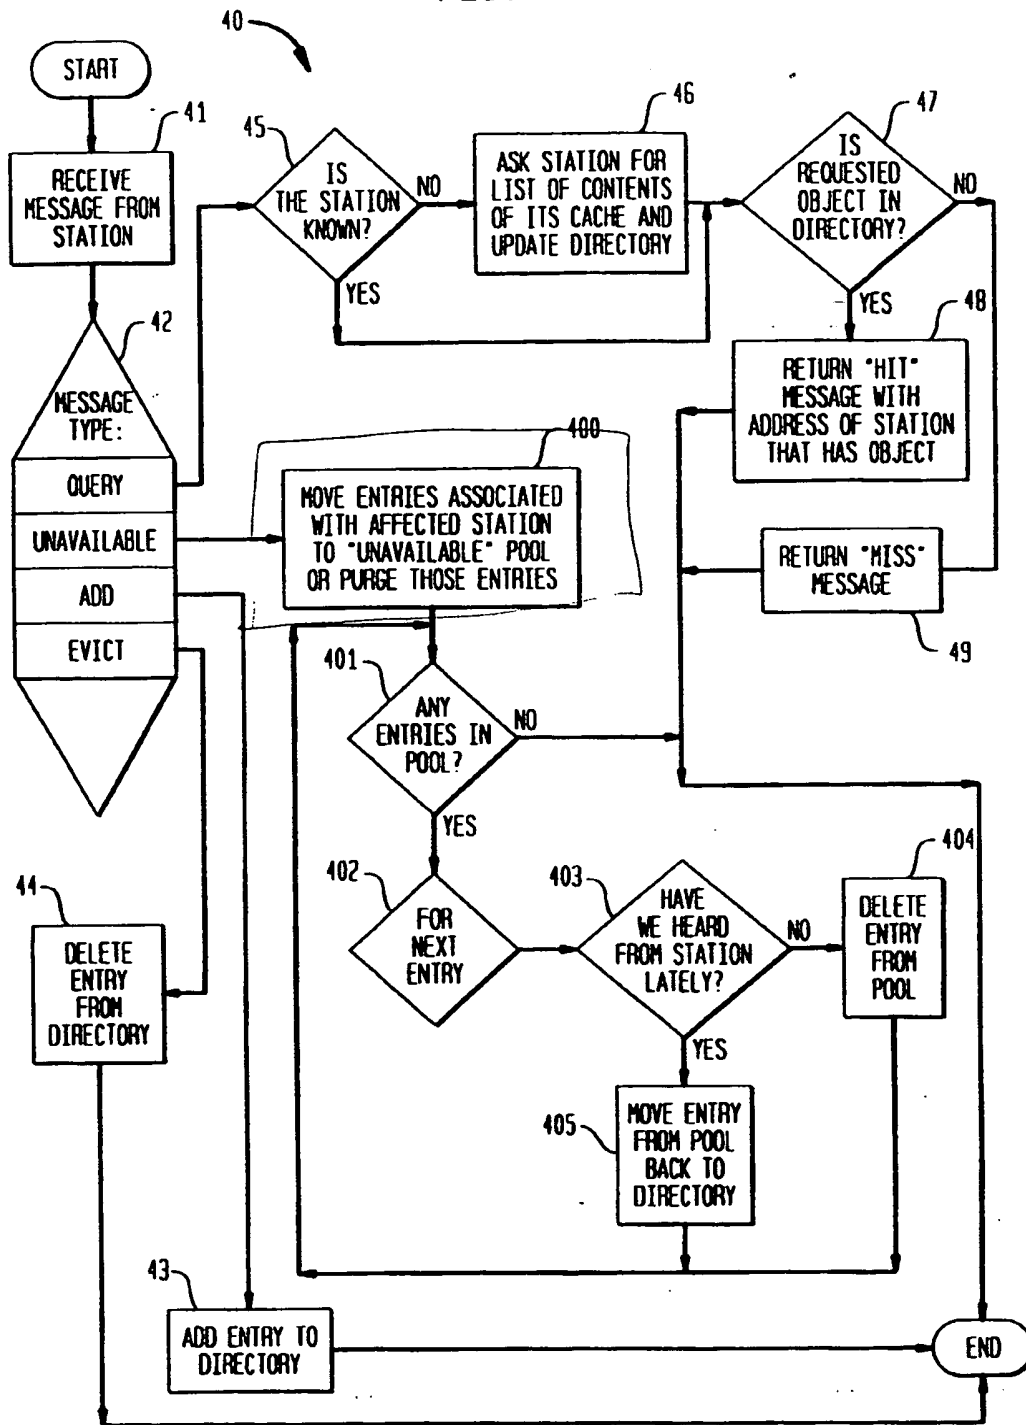 40
START
41
RECEIVE
MESSAGE FROM
STATION
42
MESSAGE
TYPE:
QUERY
UNAVAILABLE
ADD
EVICT
45
IS
THE STATION
KNOWN?
NO
YES
46
ASK STATION FOR
LIST OF CONTENTS
OF ITS CACHE AND
UPDATE DIRECTORY
47
IS
REQUESTED
OBJECT IN
DIRECTORY?
NO
YES
48
RETURN "HIT"
MESSAGE WITH
ADDRESS OF STATION
THAT HAS OBJECT
RETURN "MISS"
MESSAGE
49
400
MOVE ENTRIES ASSOCIATED
WITH AFFECTED STATION
TO "UNAVAILABLE" POOL
OR PURGE THOSE ENTRIES
401
ANY
ENTRIES IN
POOL?
NO
YES
402
FOR
NEXT
ENTRY
403
HAVE
WE HEARD
FROM STATION
LATELY?
NO
YES
404
DELETE
ENTRY
FROM
POOL
405
MOVE ENTRY
FROM POOL
BACK TO
DIRECTORY
44
DELETE
ENTRY
FROM
DIRECTORY
43
ADD ENTRY TO
DIRECTORY
END